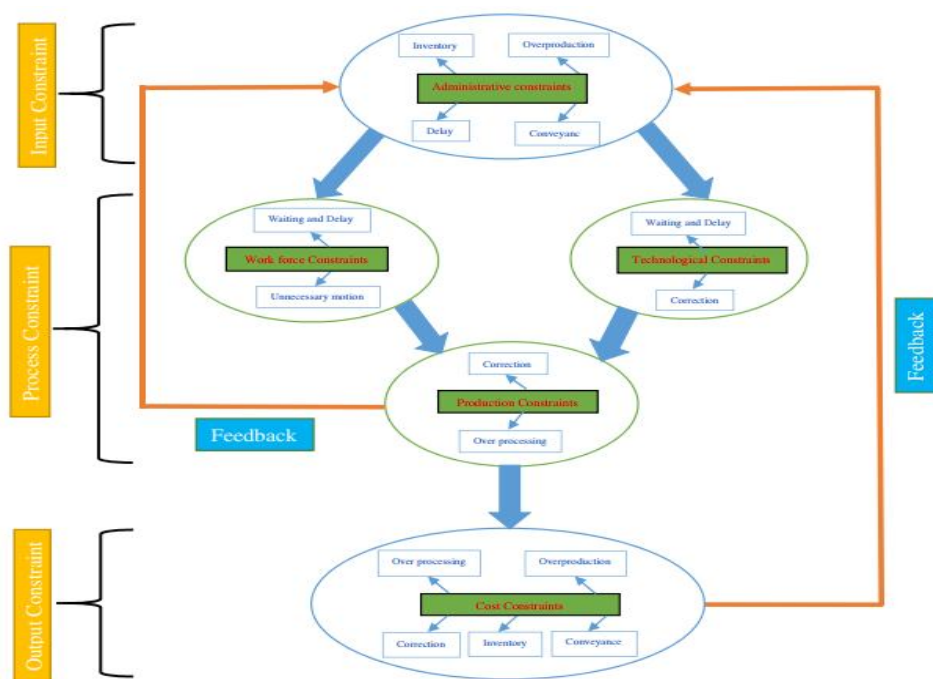 Input Constraint
Inventory
Overproduction
Administrative constraints
Delay
Conveyanc
Process Constraint
Waiting and Delay
Work force Constraints
Unnecessary motion
Waiting and Delay
Technological Constraints
Correction
Correction
Production Constraints
Over processing
Feedback
Feedback
Output Constraint
Over processing
Overproduction
Cost Constraints
Correction
Inventory
Conveyance